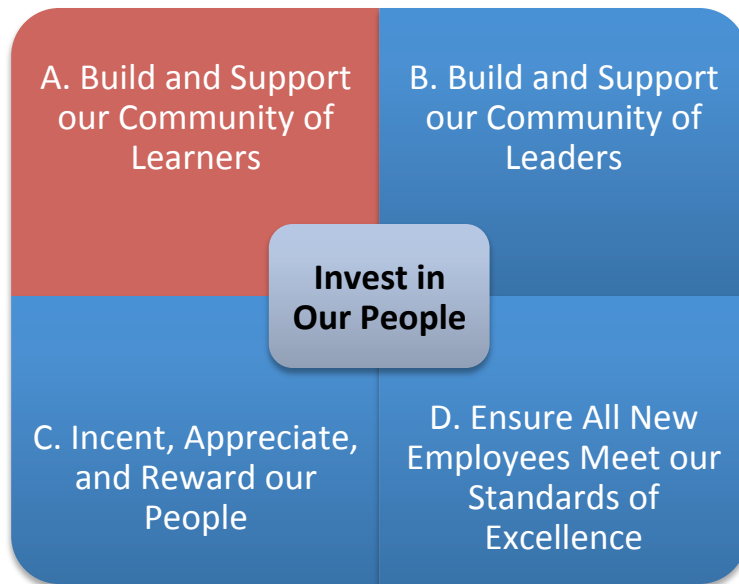 A. Build and Support
our Community of
Learners
B. Build and Support
our Community of
Leaders
Invest in
Our People
C. Incent, Appreciate,
and Reward our
People
D. Ensure All New
Employees Meet our
Standards of
Excellence